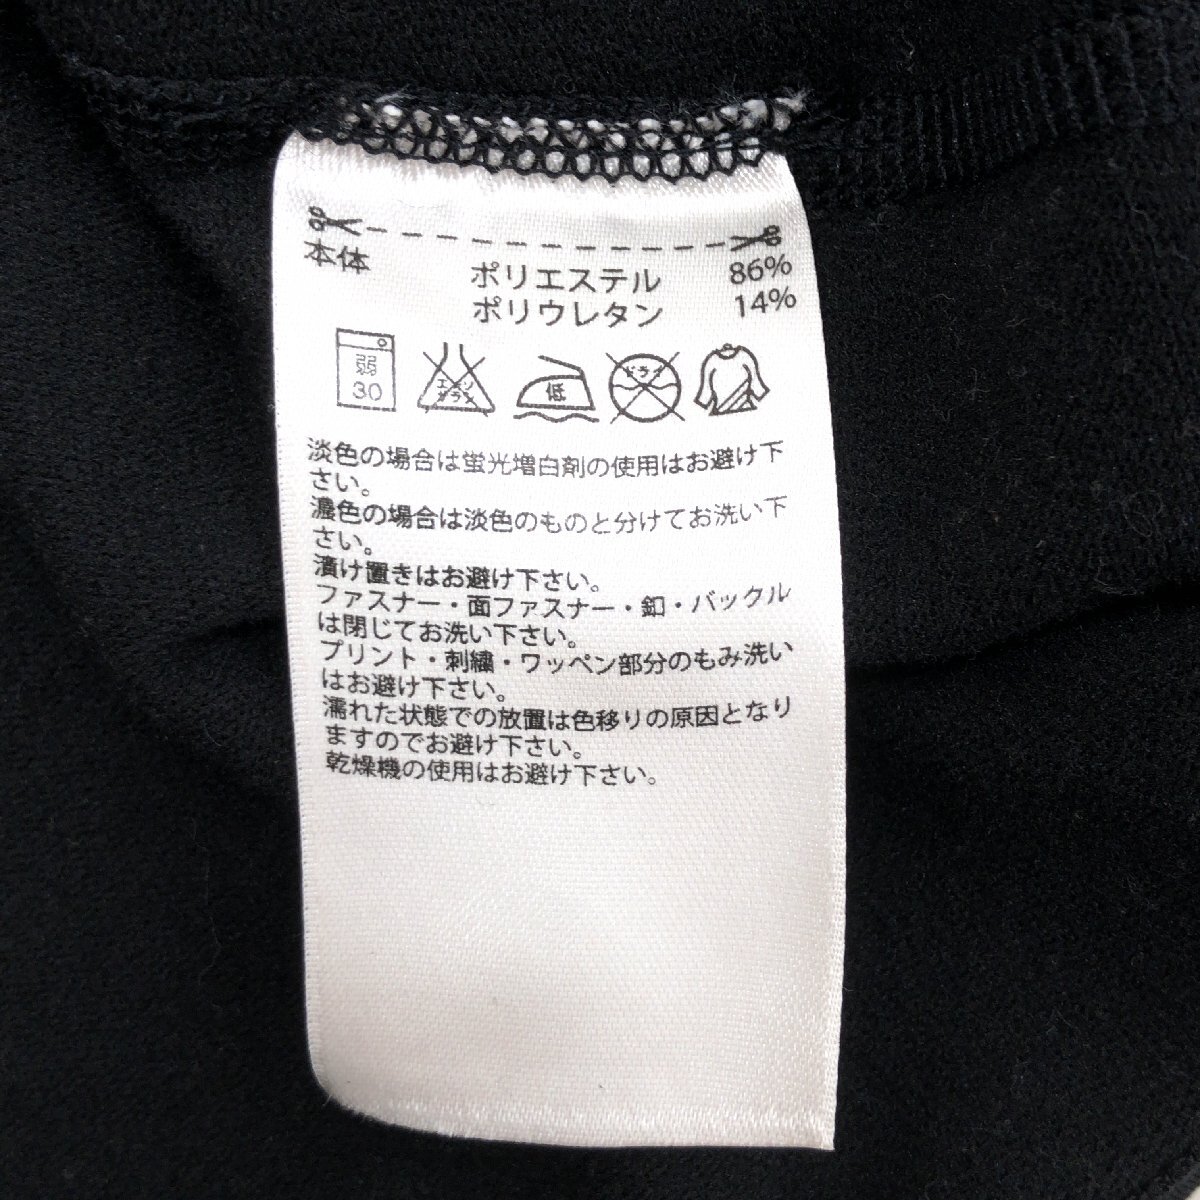 本体 ポリエステル 86%
ポリウレタン 14%
弱 30 エンソサラシ 低 ドライ
淡色の場合は蛍光増白剤の使用はお避け下
さい。
濃色の場合は淡色のものと分けてお洗い下
さい。
漬け置きはお避け下さい。
ファスナー・面ファスナー・釦・バックル
は閉じてお洗い下さい。
プリント・刺繍・ワッペン部分のもみ洗い
はお避け下さい。
濡れた状態での放置は色移りの原因となり
ますのでお避け下さい。
乾燥機の使用はお避け下さい。